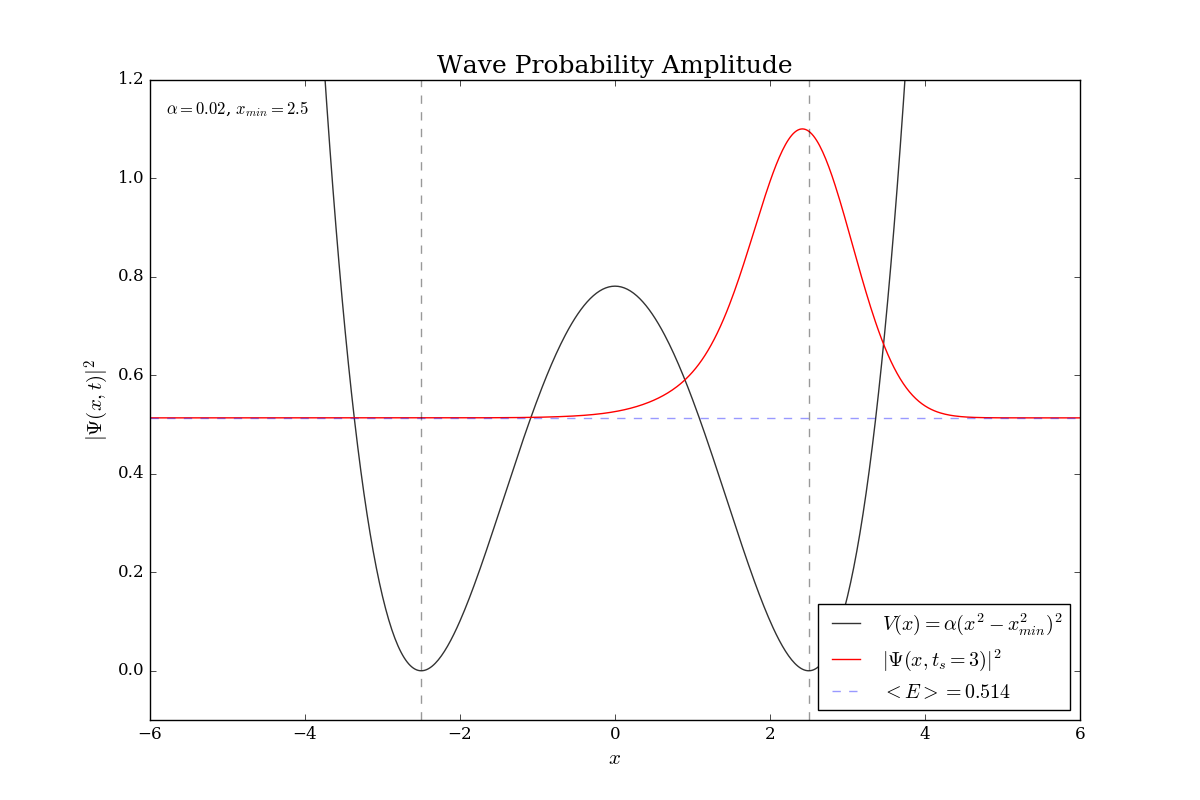 Wave Probability Amplitude
α = 0.02, x_min = 2.5
|Ψ(x, t)|²
1.2
1.0
0.8
0.6
0.4
0.2
0.0
V(x) = α(x² − x²_min)²
|Ψ(x, t_s = 3)|²
< E > = 0.514
−6 −4 −2 0 2 4 6
x